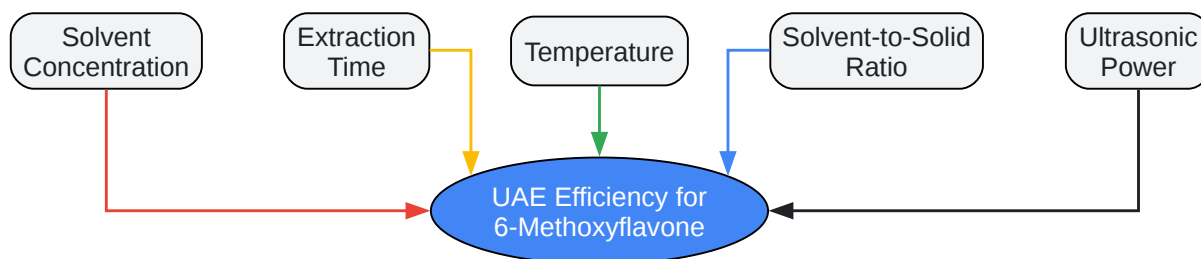 Solvent
Concentration
Extraction
Time
Temperature
Solvent-to-Solid
Ratio
Ultrasonic
Power
UAE Efficiency for
6-Methoxyflavone